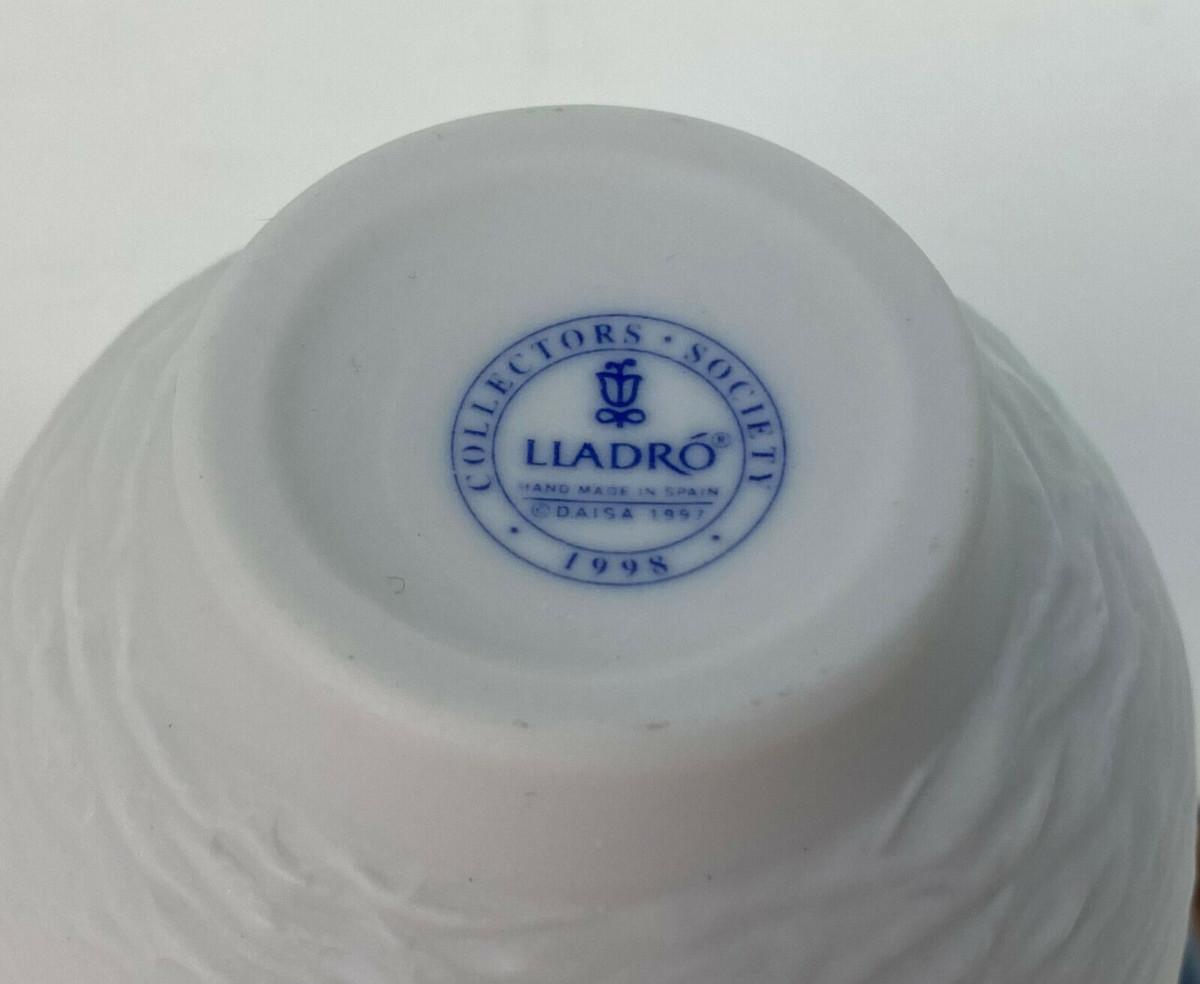 COLLECTORS · SOCIETY
LLADRÓ®
HAND MADE IN SPAIN
© DAISA 1997
· 1998 ·